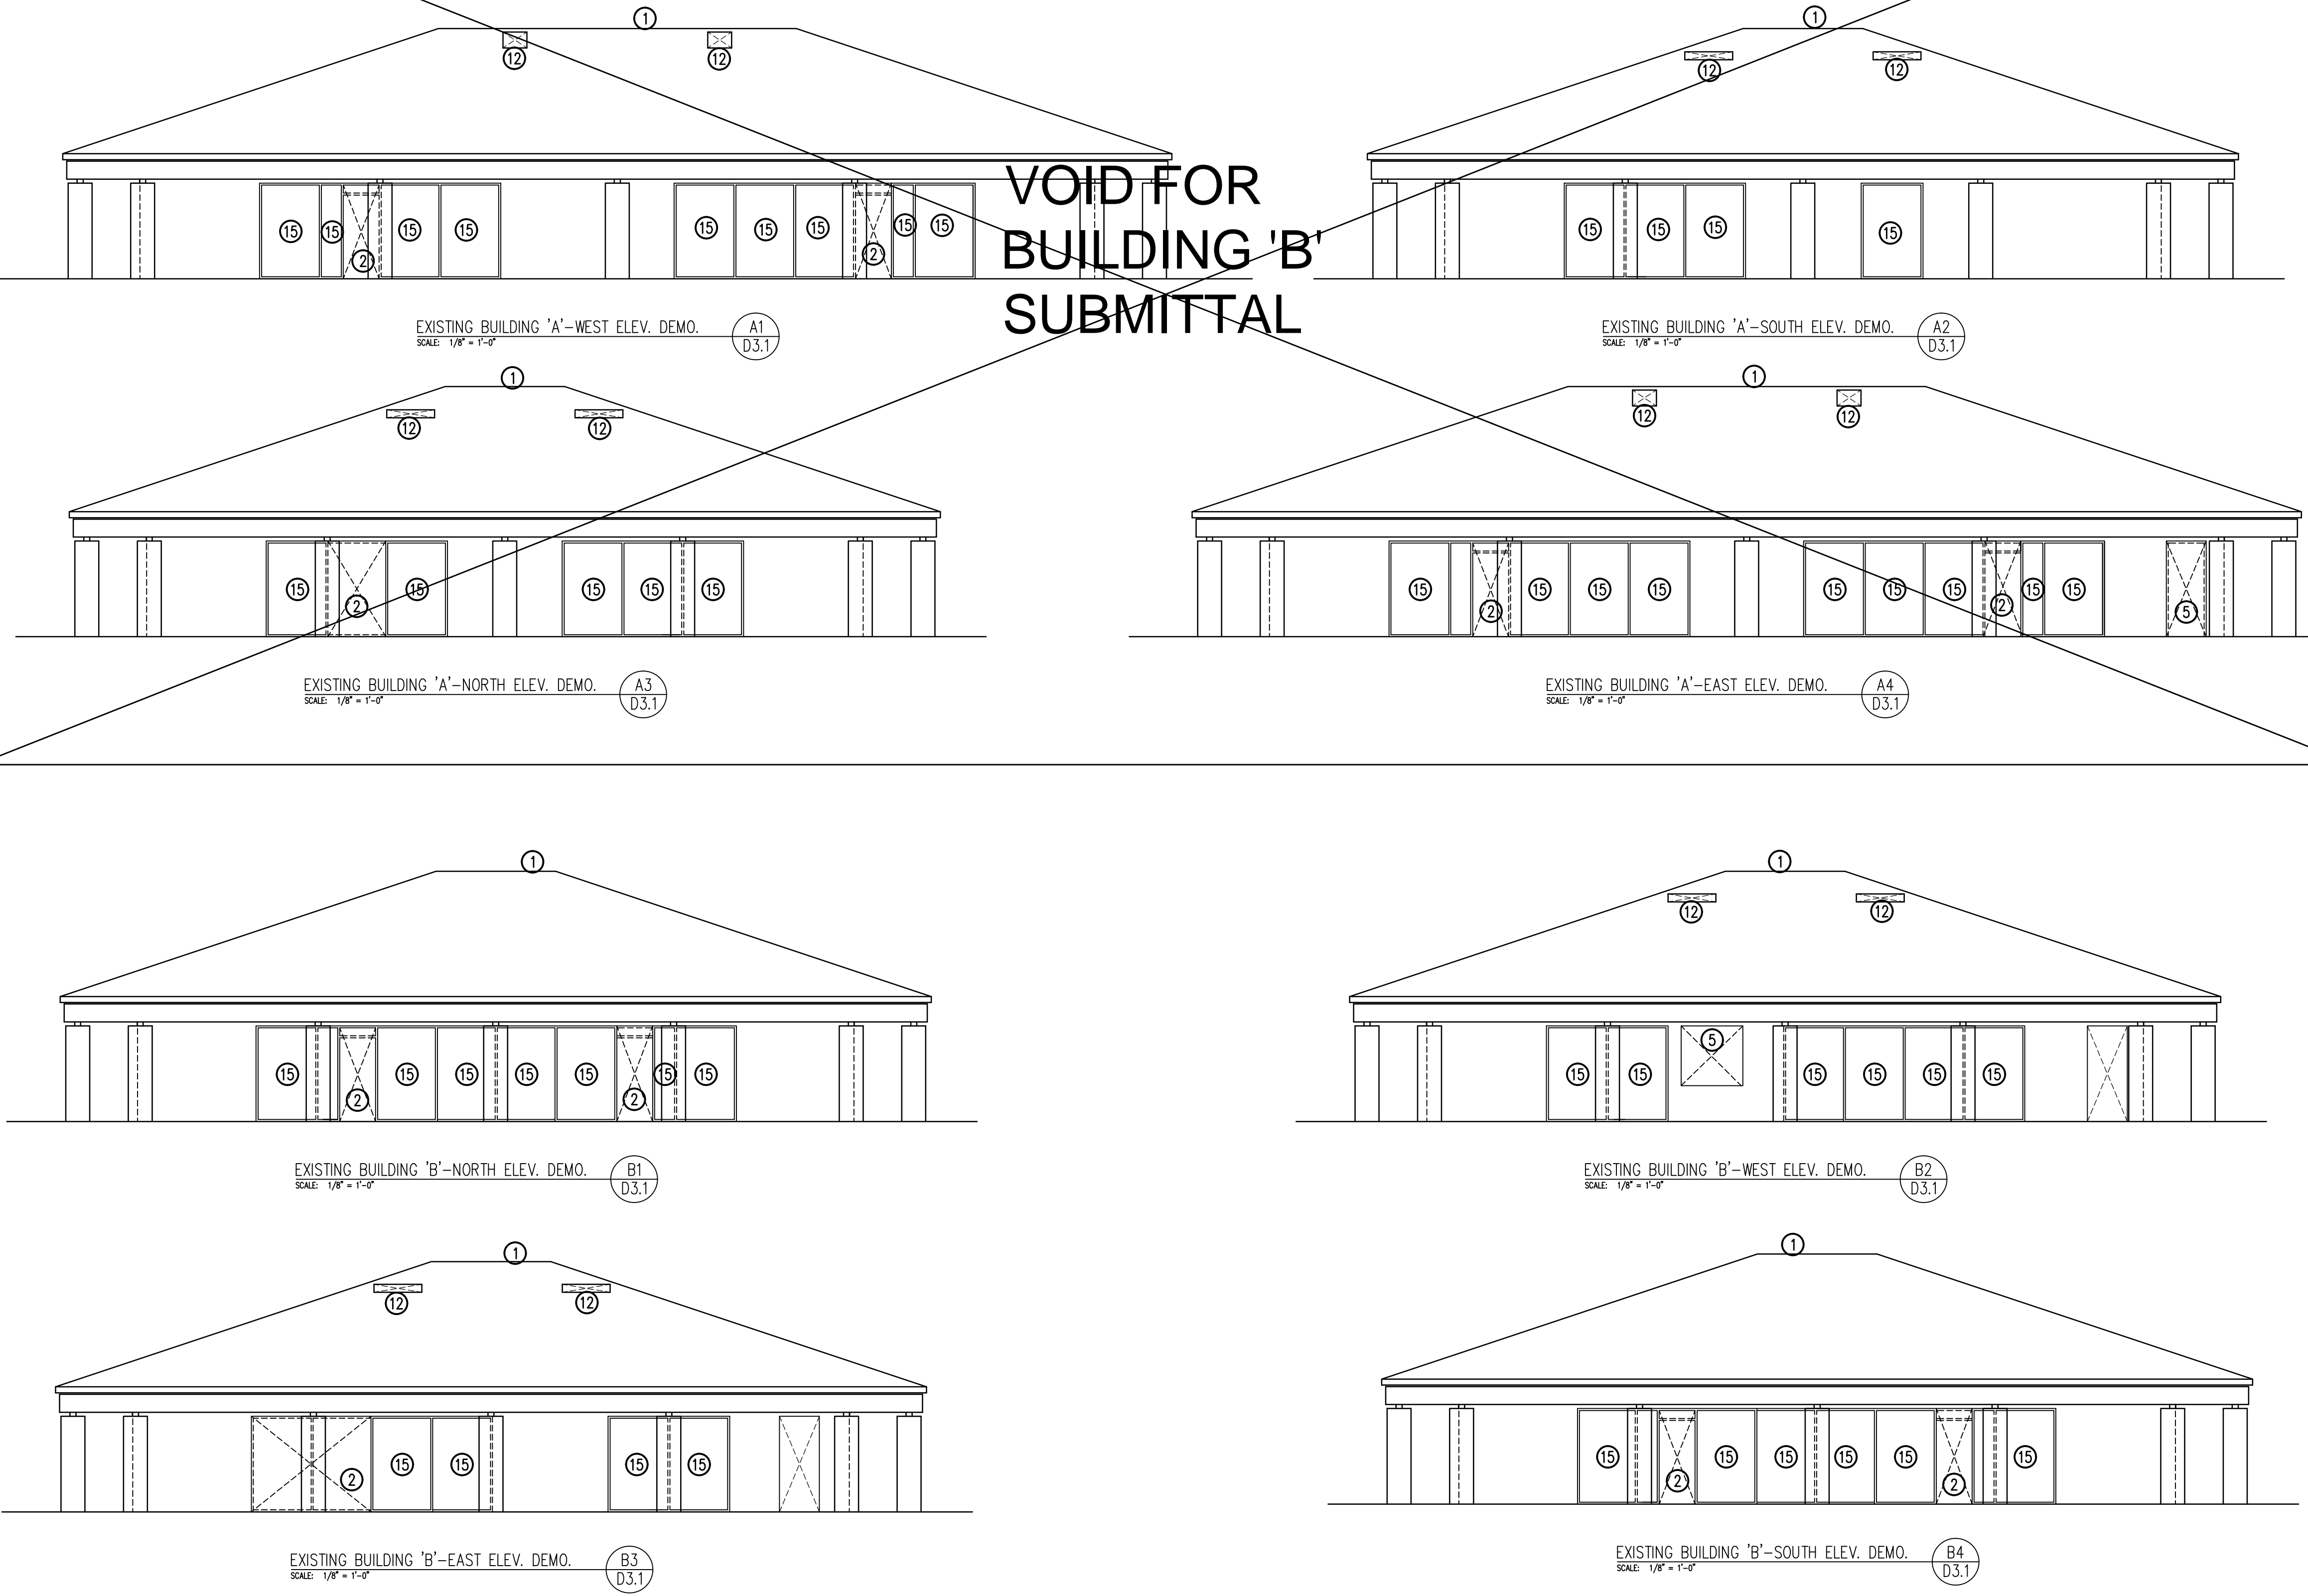 1
12 12
15 15 2 15 15 15 15 15 2 15 15
EXISTING BUILDING 'A'-WEST ELEV. DEMO. A1
SCALE: 1/8" = 1'-0" D3.1
VOID FOR
BUILDING 'B'
SUBMITTAL
1
12 12
15 15 15 15
EXISTING BUILDING 'A'-SOUTH ELEV. DEMO. A2
SCALE: 1/8" = 1'-0" D3.1
1
12 12
15 2 15 15 15 15
EXISTING BUILDING 'A'-NORTH ELEV. DEMO. A3
SCALE: 1/8" = 1'-0" D3.1
1
12 12
15 2 15 15 15 15 15 15 2 15 15 5
EXISTING BUILDING 'A'-EAST ELEV. DEMO. A4
SCALE: 1/8" = 1'-0" D3.1
1
15 2 15 15 15 15 2 15 15
EXISTING BUILDING 'B'-NORTH ELEV. DEMO. B1
SCALE: 1/8" = 1'-0" D3.1
1
12 12
15 15 5 15 15 15 15
EXISTING BUILDING 'B'-WEST ELEV. DEMO. B2
SCALE: 1/8" = 1'-0" D3.1
1
12 12
2 15 15 15 15
EXISTING BUILDING 'B'-EAST ELEV. DEMO. B3
SCALE: 1/8" = 1'-0" D3.1
1
15 2 15 15 15 15 2 15
EXISTING BUILDING 'B'-SOUTH ELEV. DEMO. B4
SCALE: 1/8" = 1'-0" D3.1